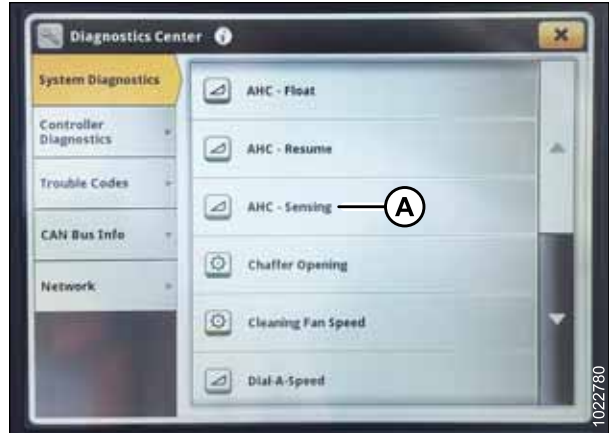 Diagnostics Center
System Diagnostics
AHC - Float
Controller
Diagnostics
AHC - Resume
Trouble Codes
AHC - Sensing
A
CAN Bus Info
Chaffer Opening
Network
Cleaning Fan Speed
Dial-A-Speed
1022780